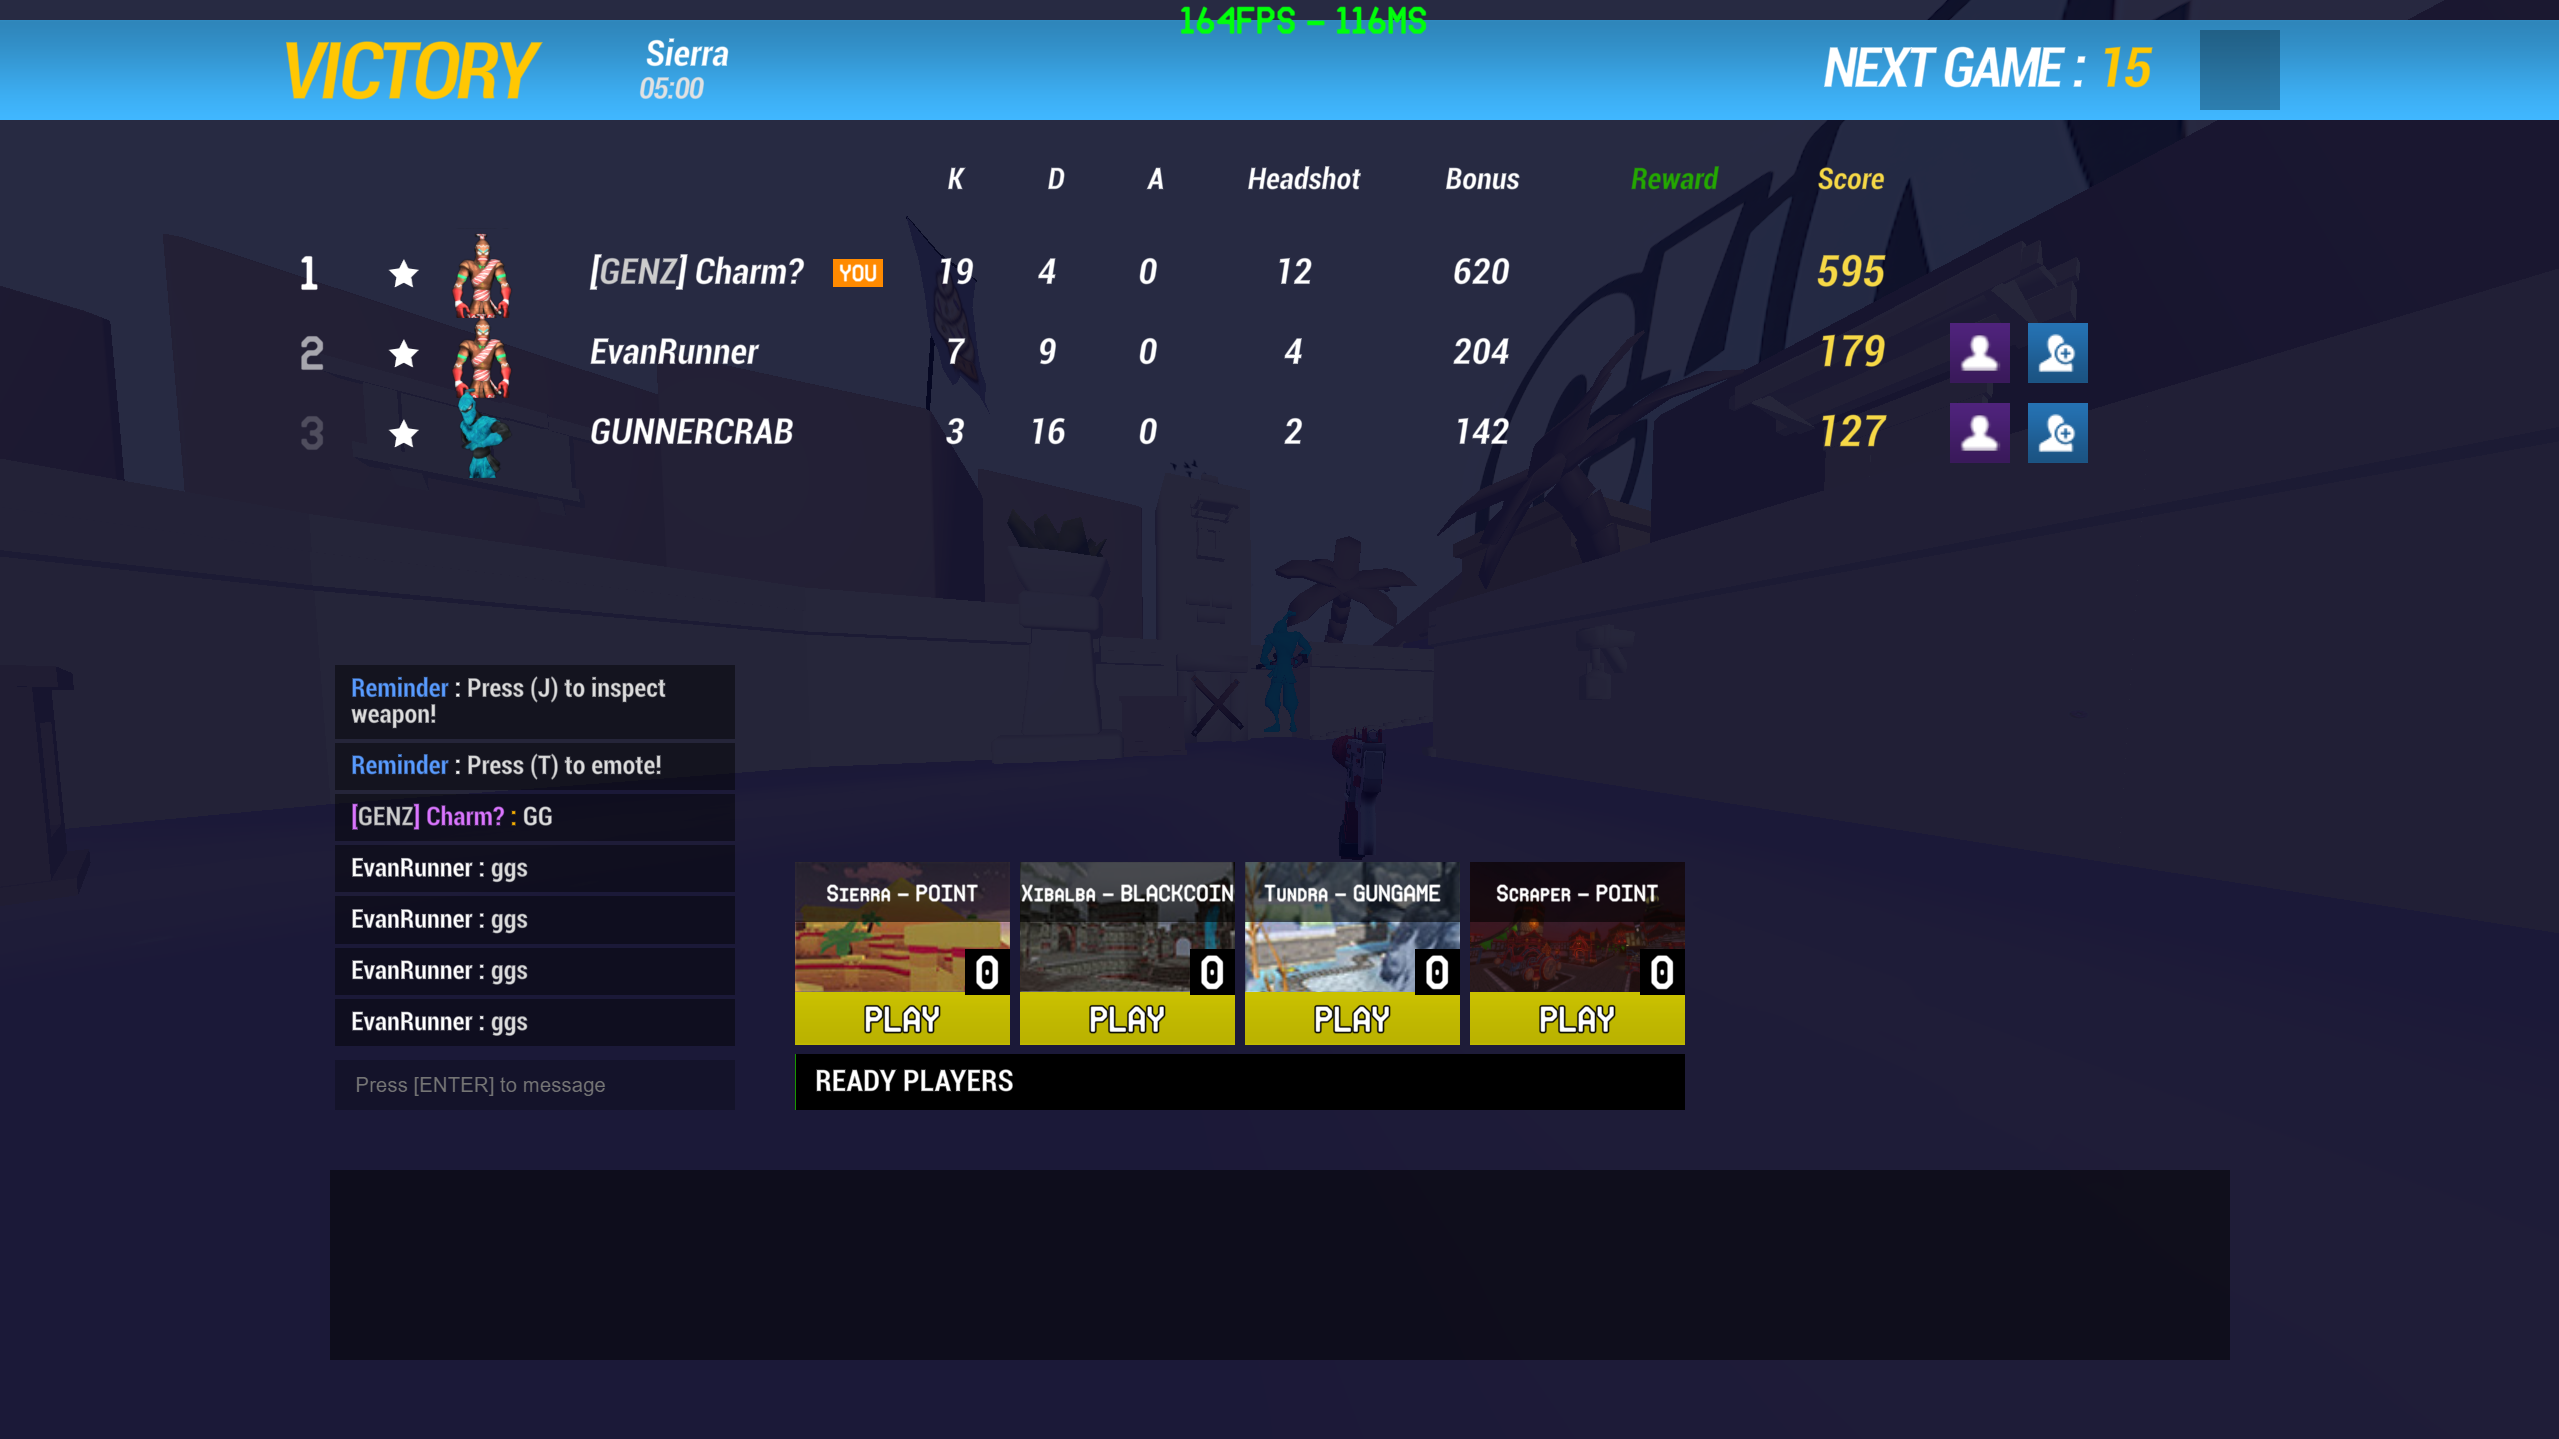 164FPS - 116MS
VICTORY
Sierra
05:00
NEXT GAME : 15
K D A Headshot Bonus Reward Score
1 [GENZ] Charm? YOU 19 4 0 12 620 595
2 EvanRunner 7 9 0 4 204 179
3 GUNNERCRAB 3 16 0 2 142 127
Reminder : Press (J) to inspect
weapon!
Reminder : Press (T) to emote!
[GENZ] Charm? : GG
EvanRunner : ggs
EvanRunner : ggs
EvanRunner : ggs
EvanRunner : ggs
Press [ENTER] to message
Sierra - POINT
0
PLAY
Xibalba - BLACKCOIN
0
PLAY
Tundra - GUNGAME
0
PLAY
Scraper - POINT
0
PLAY
READY PLAYERS